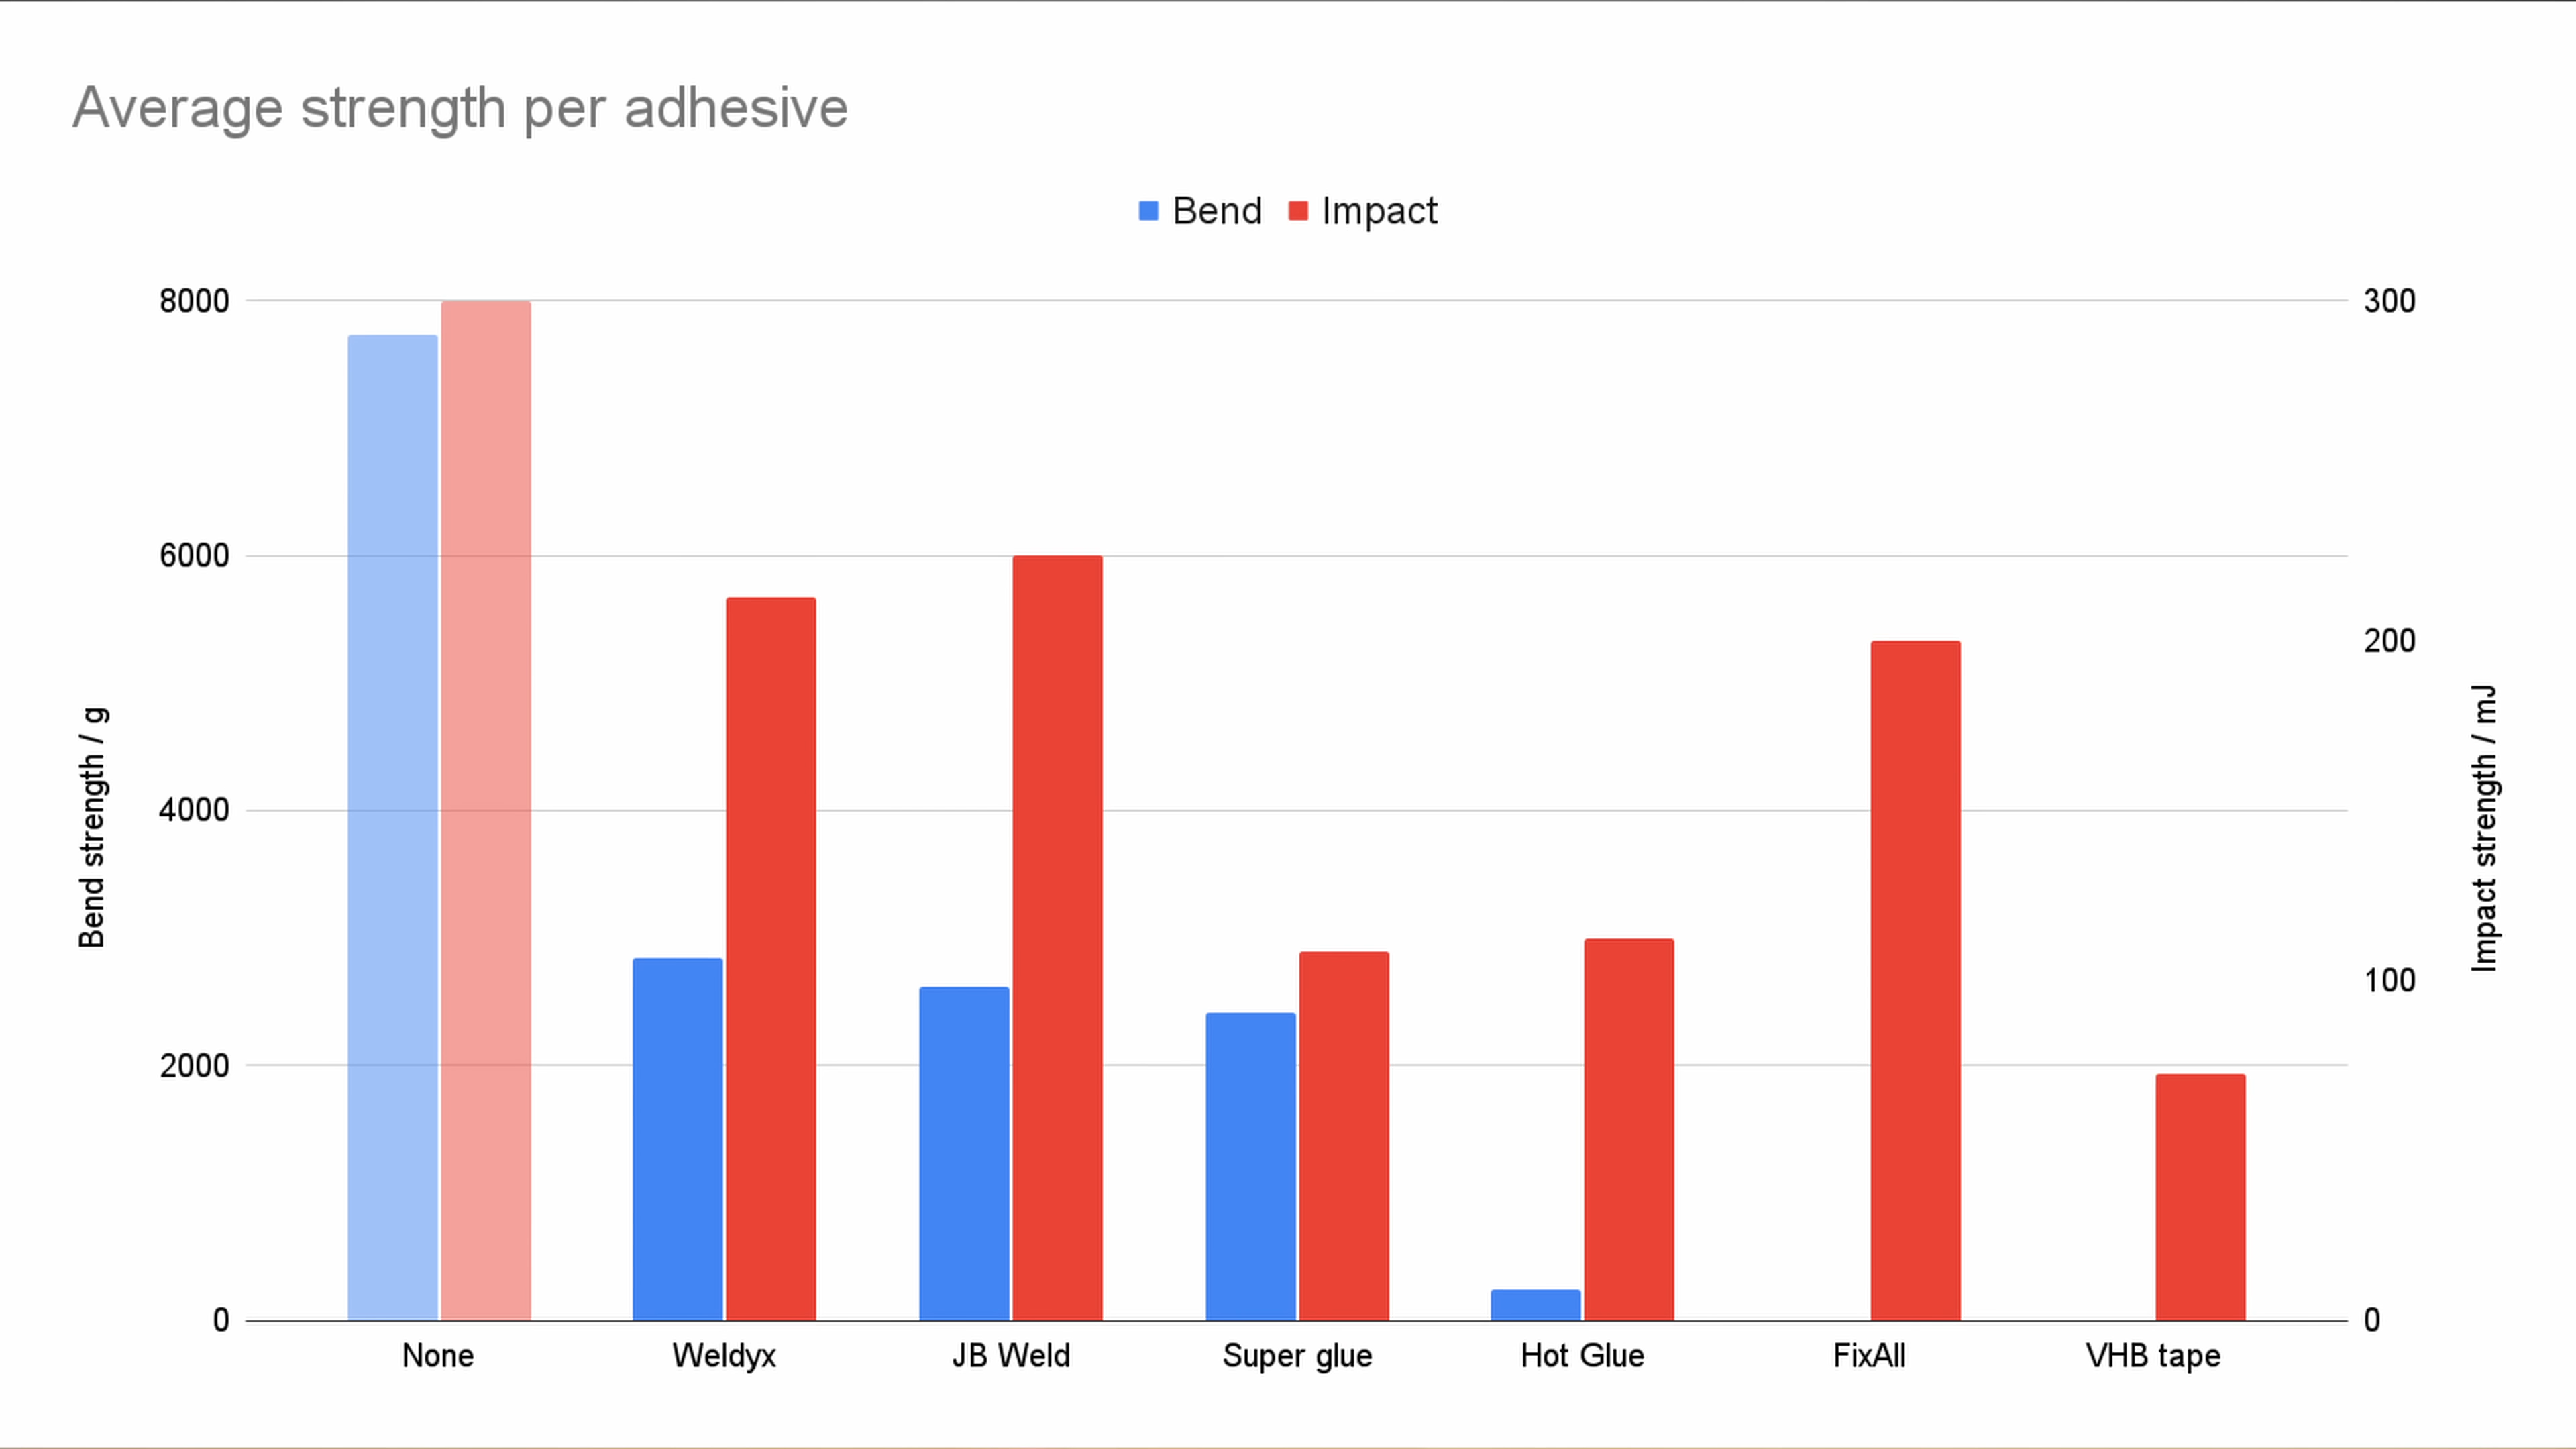 Average strength per adhesive
Bend Impact
8000
6000
4000
2000
0
Bend strength / g
300
200
100
0
Impact strength / mJ
None Weldyx JB Weld Super glue Hot Glue FixAll VHB tape